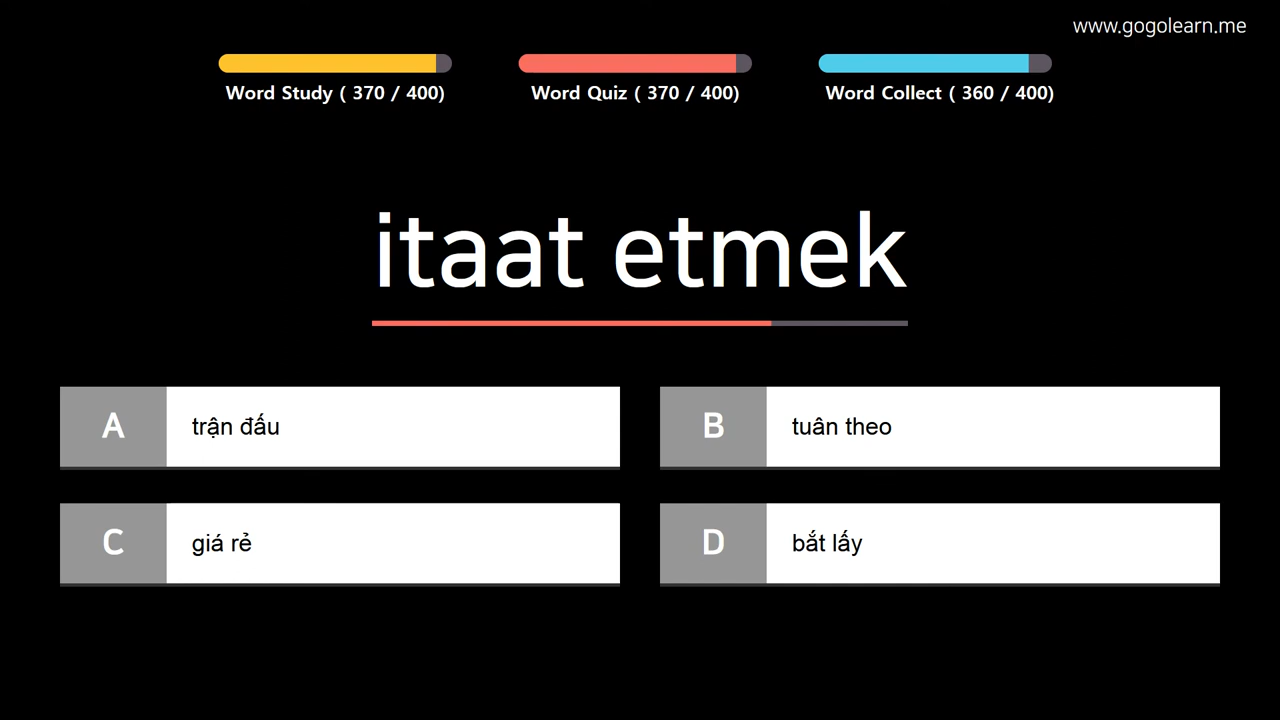 www.gogolearn.me
Word Study ( 370 / 400)
Word Quiz ( 370 / 400)
Word Collect ( 360 / 400)
itaat etmek
A trận đấu
B tuân theo
C giá rẻ
D bắt lấy